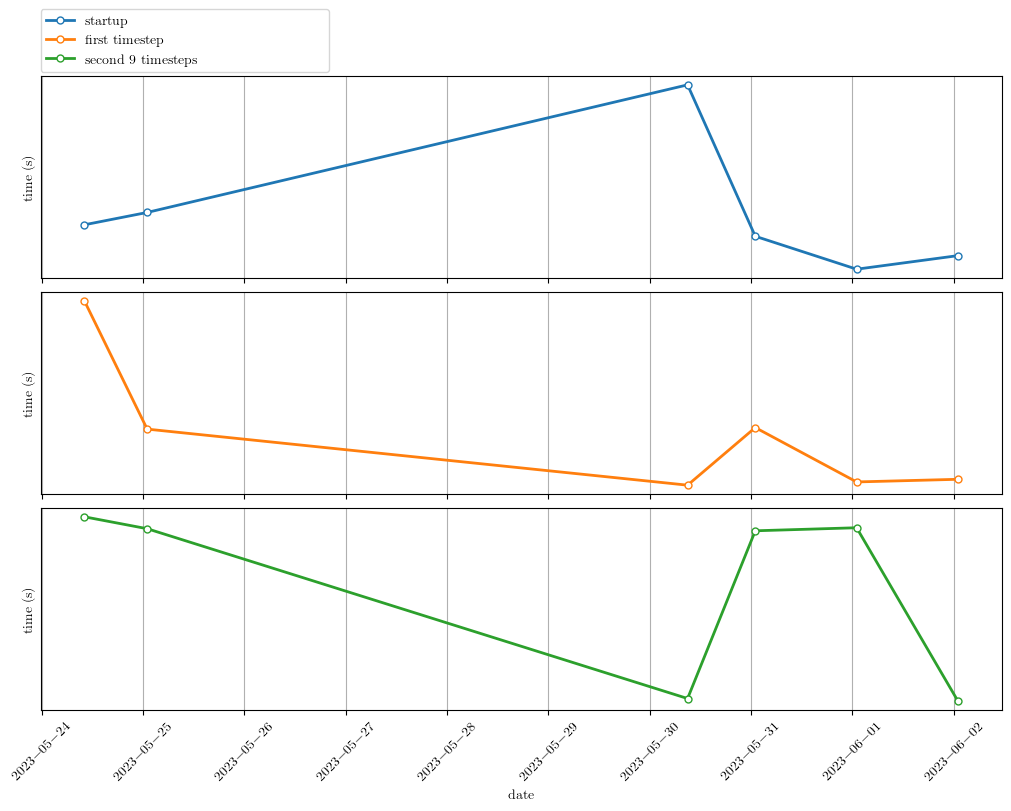 startup
first timestep
second 9 timesteps
time (s)
time (s)
time (s)
2023−05−24
2023−05−25
2023−05−26
2023−05−27
2023−05−28
2023−05−29
2023−05−30
2023−05−31
2023−06−01
2023−06−02
date